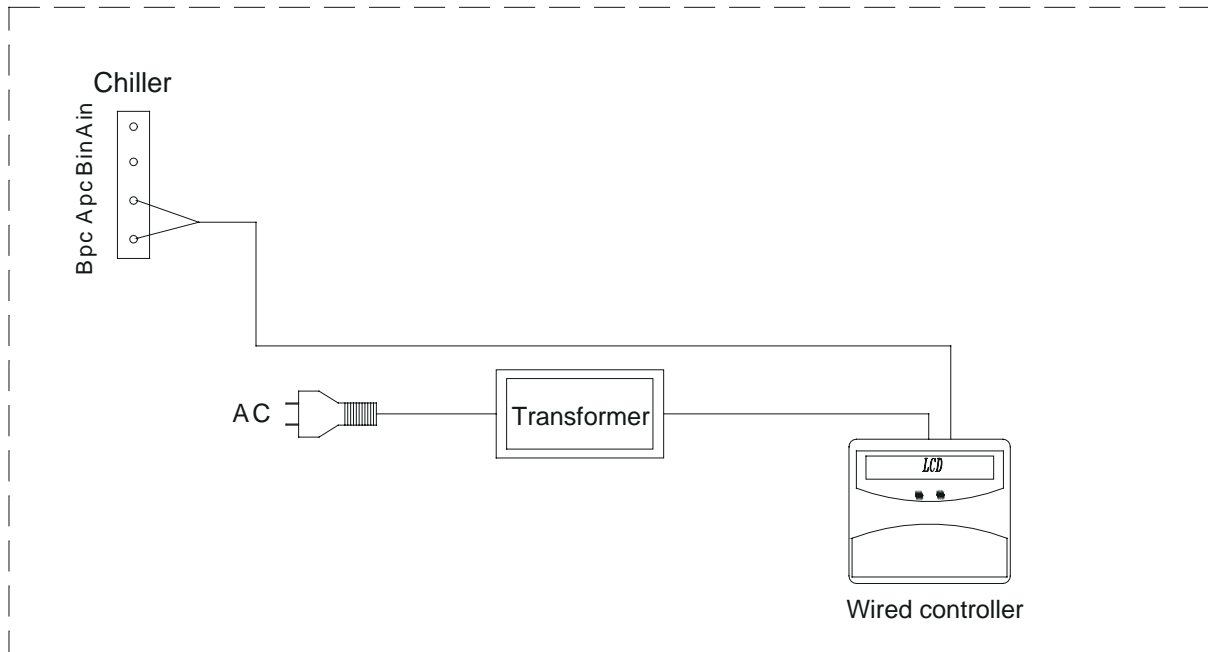 Chiller
Bpc Apc Bin Ain
AC
Transformer
LCD
Wired controller